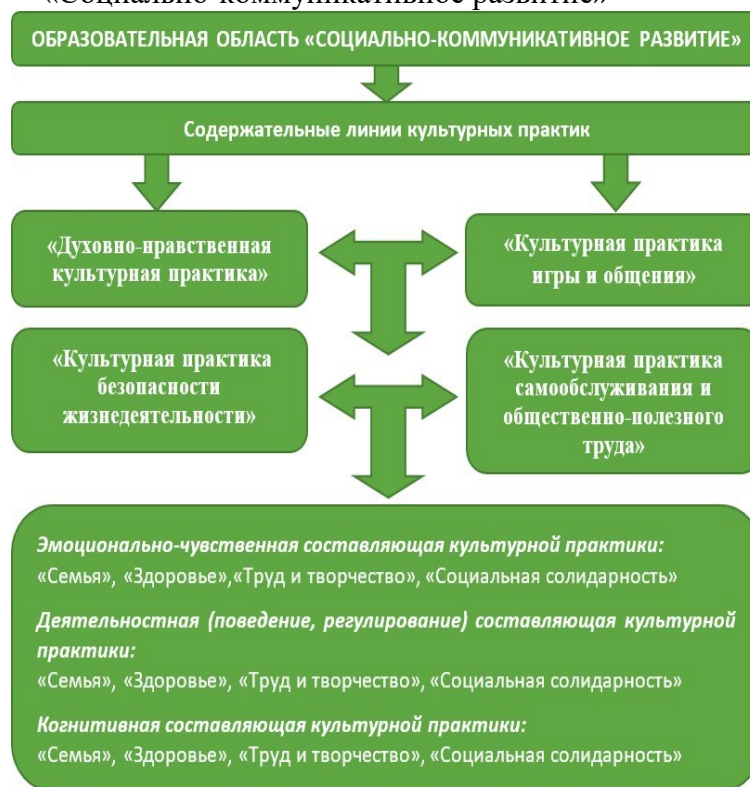 «Социально-коммуникативное развитие»
ОБРАЗОВАТЕЛЬНАЯ ОБЛАСТЬ «СОЦИАЛЬНО-КОММУНИКАТИВНОЕ РАЗВИТИЕ»
Содержательные линии культурных практик
«Духовно-нравственная
культурная практика»
«Культурная практика
игры и общения»
«Культурная практика
безопасности
жизнедеятельности»
«Культурная практика
самообслуживания и
общественно-полезного
труда»
Эмоционально-чувственная составляющая культурной практики:
«Семья», «Здоровье»,«Труд и творчество», «Социальная солидарность»
Деятельностная (поведение, регулирование) составляющая культурной
практики:
«Семья», «Здоровье», «Труд и творчество», «Социальная солидарность»
Когнитивная составляющая культурной практики:
«Семья», «Здоровье», «Труд и творчество», «Социальная солидарность»